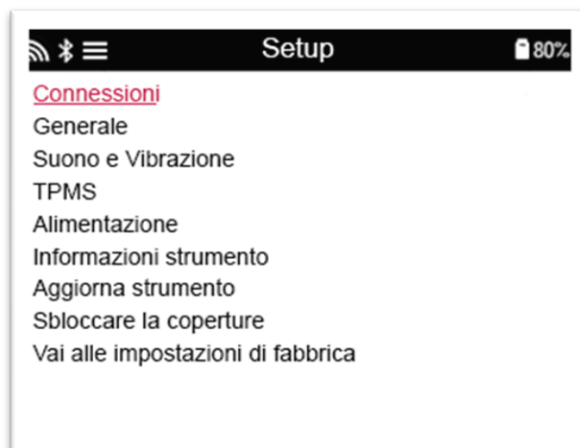 Setup 80%
Connessioni
Generale
Suono e Vibrazione
TPMS
Alimentazione
Informazioni strumento
Aggiorna strumento
Sbloccare la coperture
Vai alle impostazioni di fabbrica